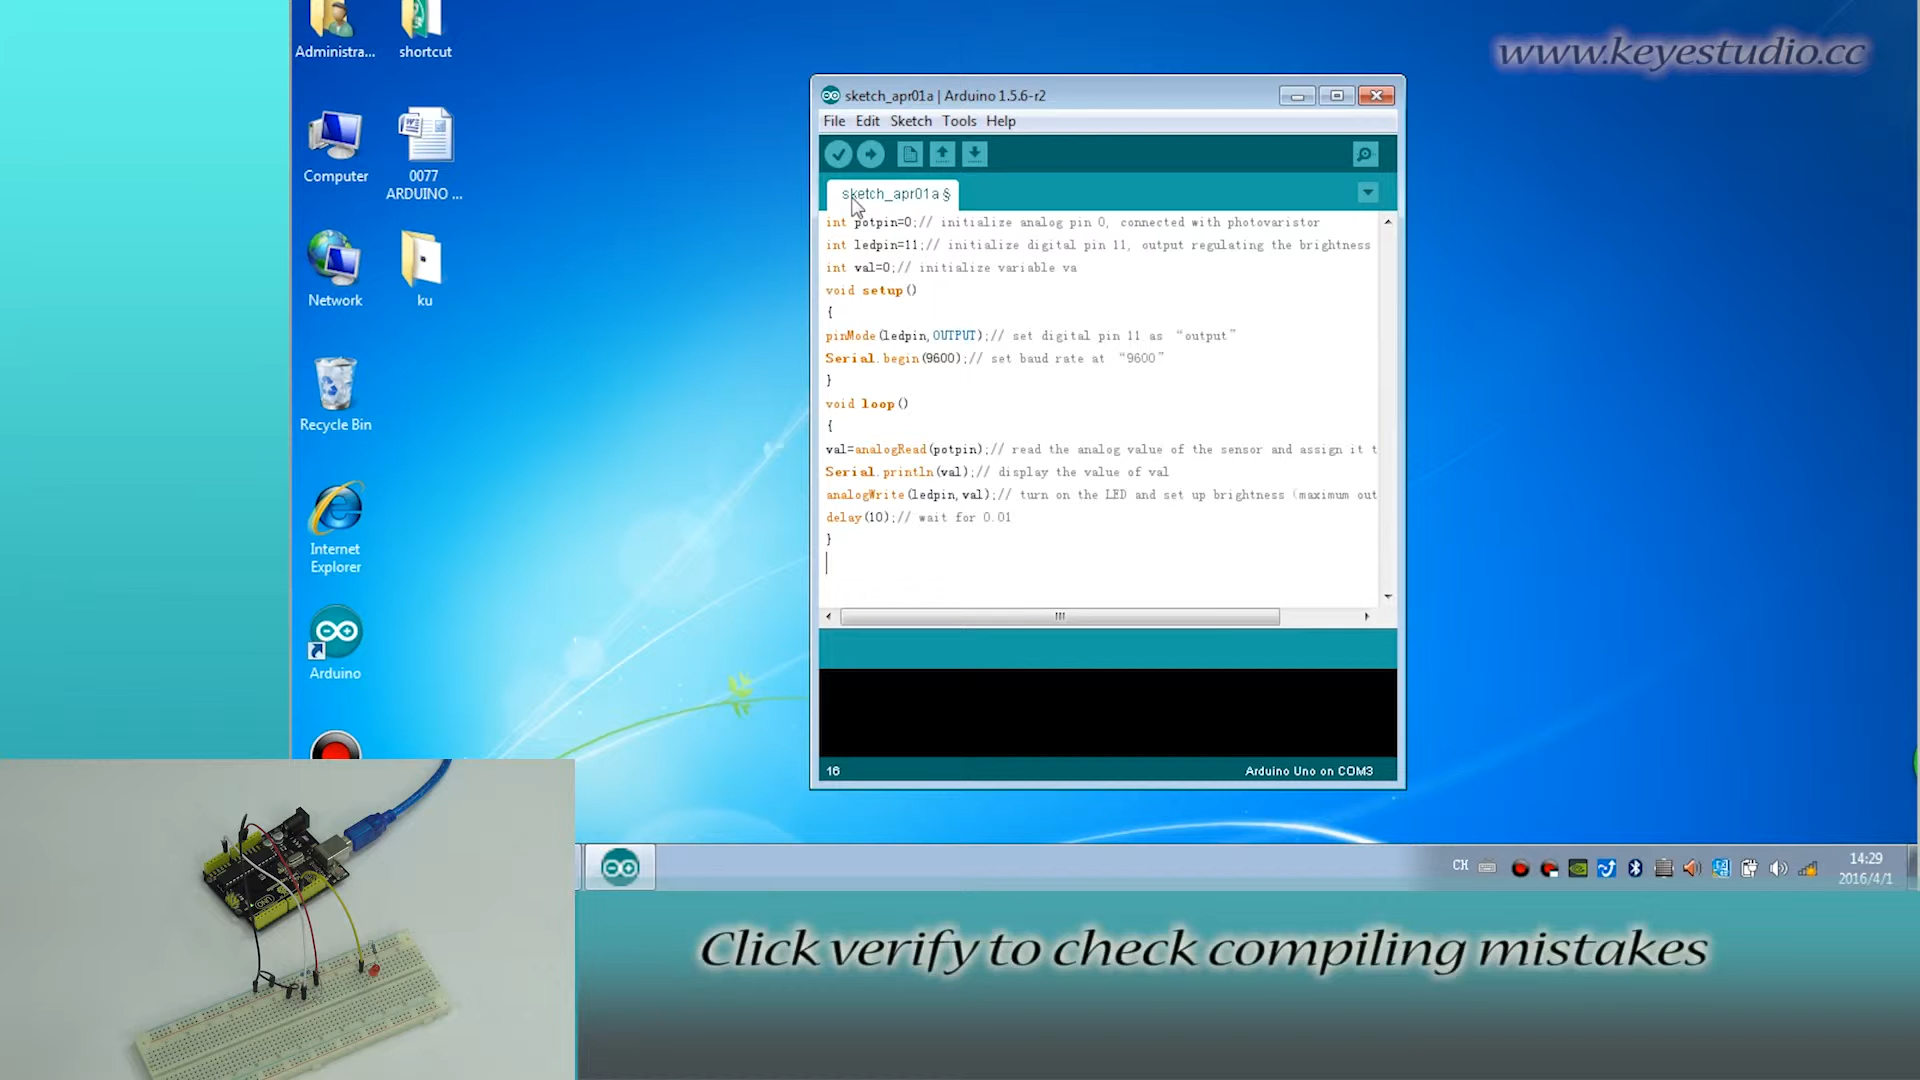 Administra...
shortcut
www.keyestudio.cc
Computer
0077
ARDUINO ...
Network
ku
Recycle Bin
Internet
Explorer
Arduino
sketch_apr01a | Arduino 1.5.6-r2
File Edit Sketch Tools Help
sketch_apr01a §
int potpin=0;// initialize analog pin 0, connected with photovaristor
int ledpin=11;// initialize digital pin 11, output regulating the brightness
int val=0;// initialize variable va
void setup()
{
pinMode(ledpin,OUTPUT);// set digital pin 11 as “output”
Serial.begin(9600);// set baud rate at “9600”
}
void loop()
{
val=analogRead(potpin);// read the analog value of the sensor and assign it t
Serial.println(val);// display the value of val
analogWrite(ledpin,val);// turn on the LED and set up brightness（maximum out
delay(10);// wait for 0.01
}
16
Arduino Uno on COM3
CH
14:29
2016/4/1
Click verify to check compiling mistakes
UNO